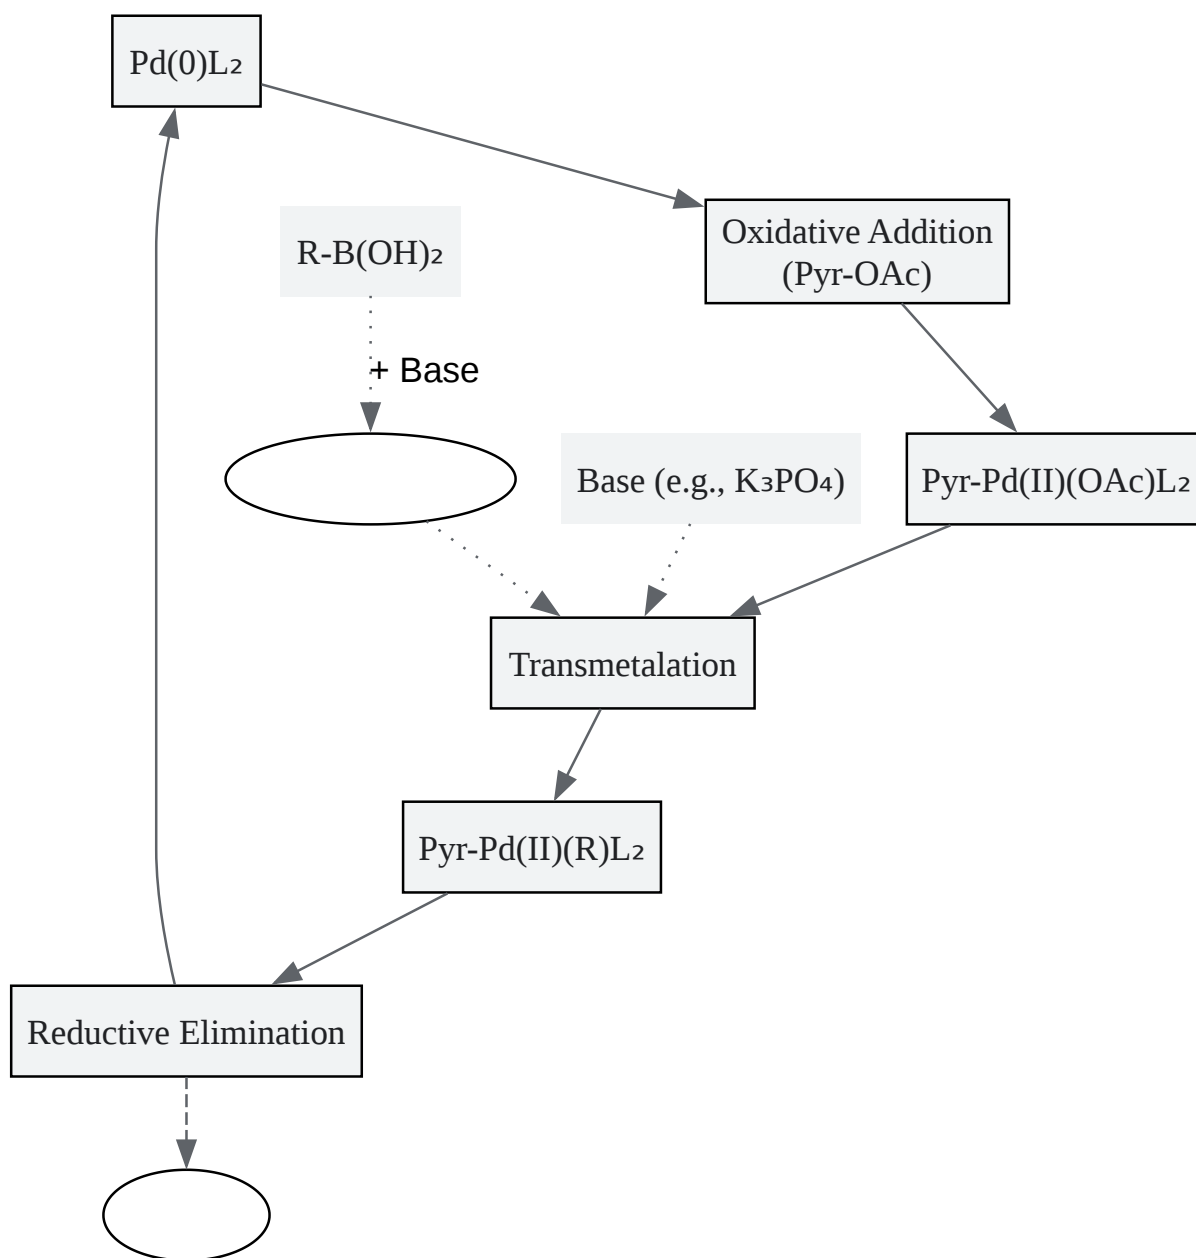 Pd(0)L₂
Oxidative Addition
(Pyr-OAc)
R-B(OH)₂
+ Base
Base (e.g., K₃PO₄)
Pyr-Pd(II)(OAc)L₂
Transmetalation
Pyr-Pd(II)(R)L₂
Reductive Elimination